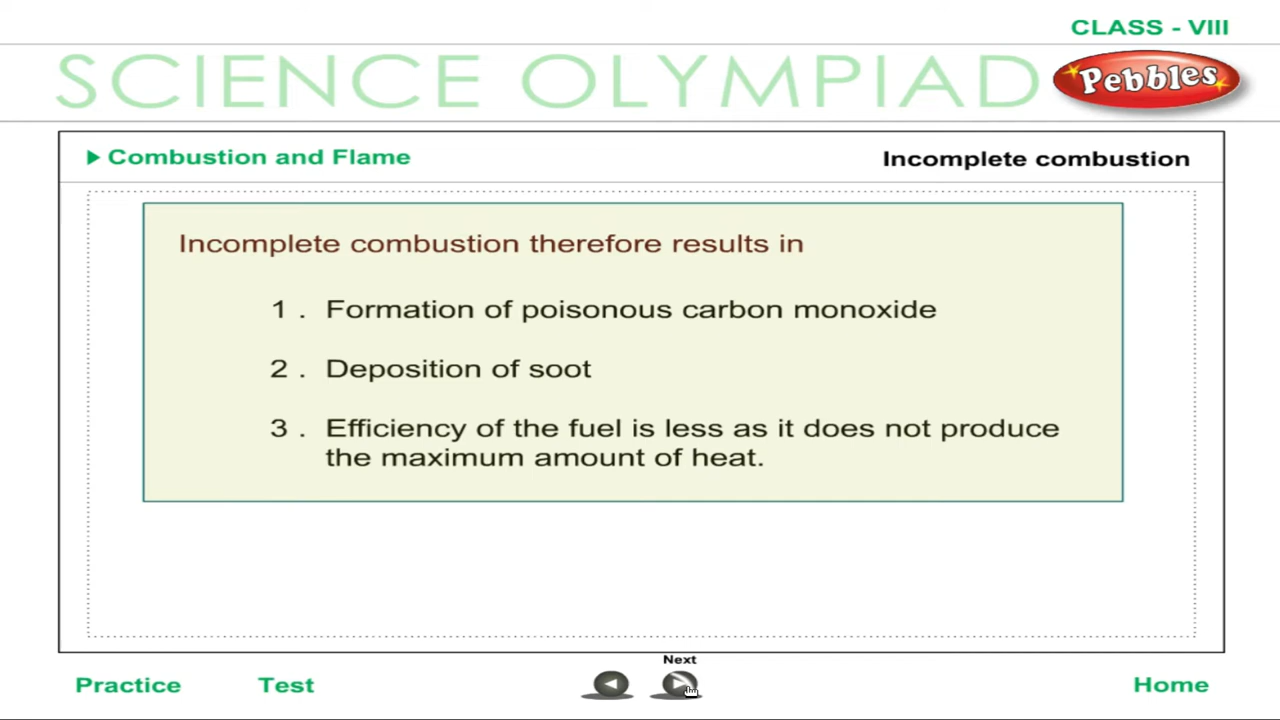 CLASS - VIII
SCIENCE OLYMPIAD
Pebbles
Combustion and Flame
Incomplete combustion
Incomplete combustion therefore results in
1 . Formation of poisonous carbon monoxide
2 . Deposition of soot
3 . Efficiency of the fuel is less as it does not produce
the maximum amount of heat.
Next
Practice
Test
Home